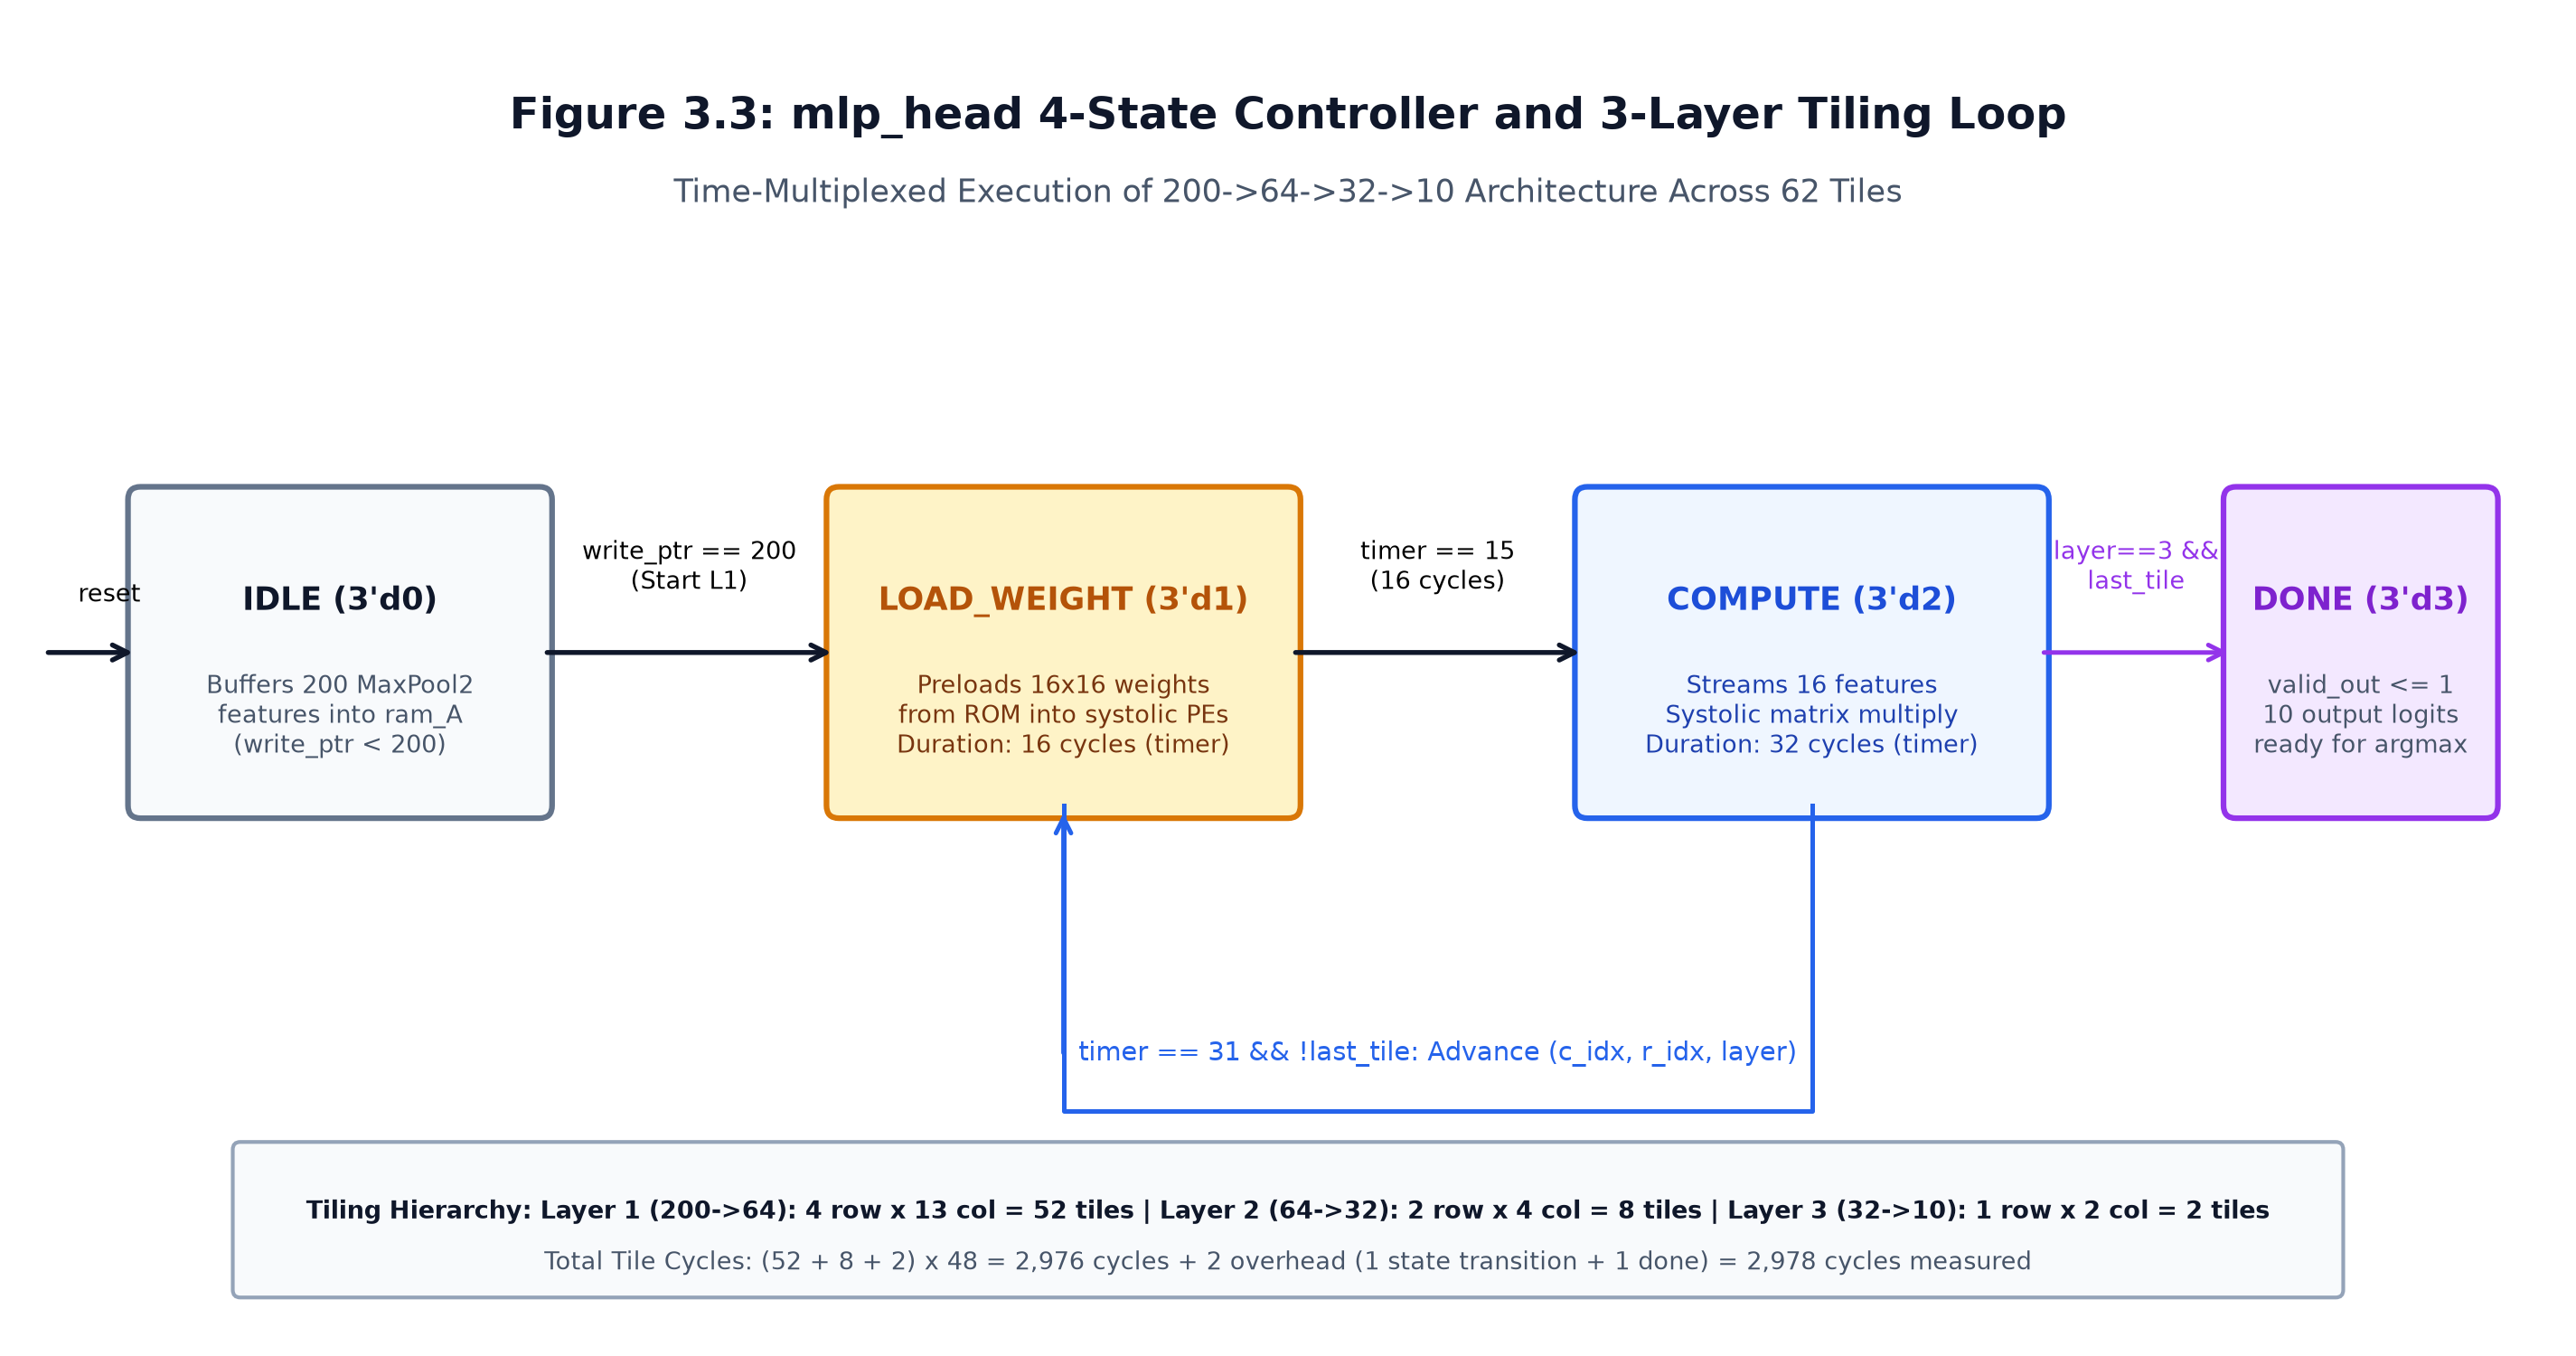 Figure 3.3: mlp_head 4-State Controller and 3-Layer Tiling Loop
Time-Multiplexed Execution of 200->64->32->10 Architecture Across 62 Tiles
reset
IDLE (3'd0)
Buffers 200 MaxPool2
features into ram_A
(write_ptr < 200)
write_ptr == 200
(Start L1)
LOAD_WEIGHT (3'd1)
Preloads 16x16 weights
from ROM into systolic PEs
Duration: 16 cycles (timer)
timer == 15
(16 cycles)
COMPUTE (3'd2)
Streams 16 features
Systolic matrix multiply
Duration: 32 cycles (timer)
layer==3 &&
last_tile
DONE (3'd3)
valid_out <= 1
10 output logits
ready for argmax
timer == 31 && !last_tile: Advance (c_idx, r_idx, layer)
Tiling Hierarchy: Layer 1 (200->64): 4 row x 13 col = 52 tiles | Layer 2 (64->32): 2 row x 4 col = 8 tiles | Layer 3 (32->10): 1 row x 2 col = 2 tiles
Total Tile Cycles: (52 + 8 + 2) x 48 = 2,976 cycles + 2 overhead (1 state transition + 1 done) = 2,978 cycles measured